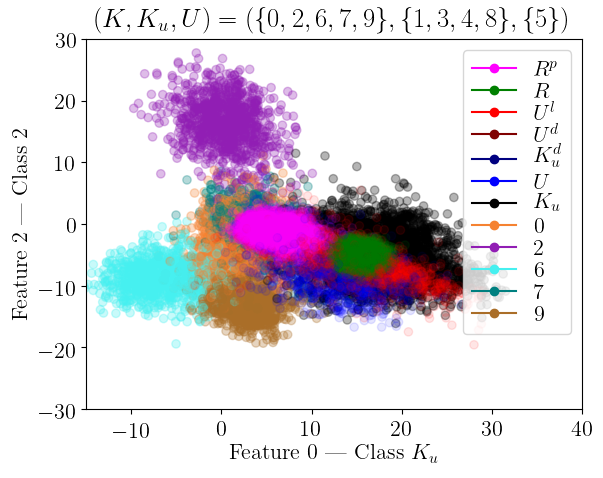 (K, K_u, U) = ({0, 2, 6, 7, 9}, {1, 3, 4, 8}, {5})
30
20
10
0
−10
−20
−30
−10
0
10
20
30
40
Feature 2 — Class 2
Feature 0 — Class K_u
R^p
R
U^l
U^d
K_u^d
U
K_u
0
2
6
7
9